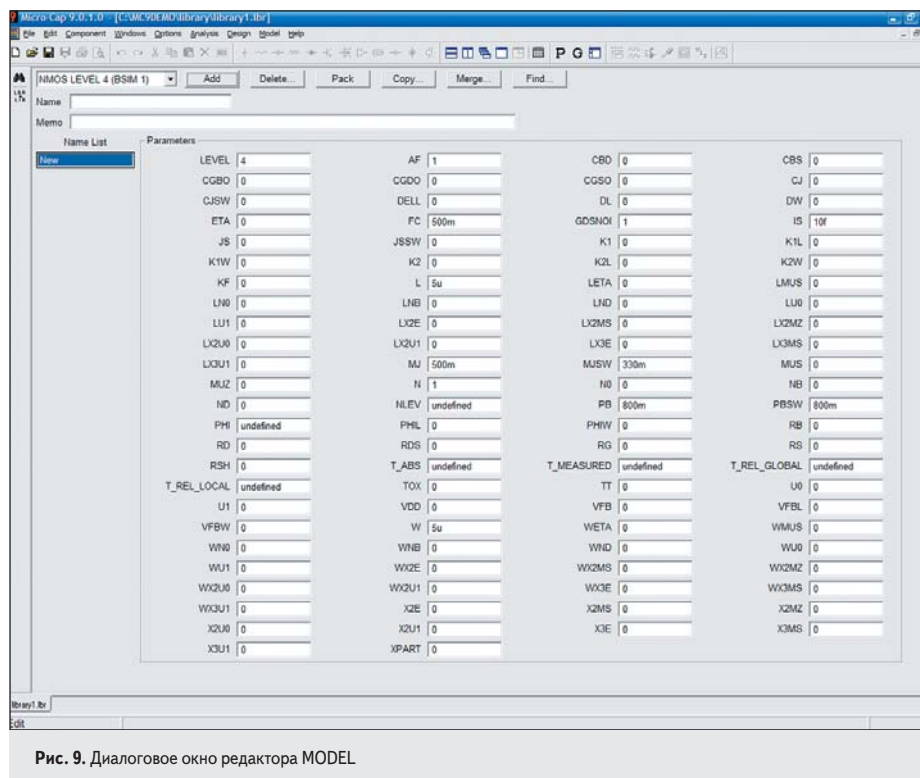 Micro-Cap 9.0.1.0 - [C:\MC9DEMO\library\library1.lbr]
File Edit Component Windows Options Analysis Design Model Help
P G
NMOS LEVEL 4 (BSIM 1) Add Delete... Pack Copy... Merge... Find...
Name
Memo
Name List Parameters
New LEVEL 4 AF 1 CBD 0 CBS 0
CGBO 0 CGDO 0 CGSO 0 CJ 0
CJSW 0 DELL 0 DL 0 DW 0
ETA 0 FC 500m GDSNOI 1 IS 10f
JS 0 JSSW 0 K1 0 K1L 0
K1W 0 K2 0 K2L 0 K2W 0
KF 0 L 5u LETA 0 LMUS 0
LN0 0 LNB 0 LND 0 LU0 0
LU1 0 LX2E 0 LX2MS 0 LX2MZ 0
LX2U0 0 LX2U1 0 LX3E 0 LX3MS 0
LX3U1 0 MJ 500m MJSW 330m MUS 0
MUZ 0 N 1 N0 0 NB 0
ND 0 NLEV undefined PB 800m PBSW 800m
PHI undefined PHIL 0 PHIW 0 RB 0
RD 0 RDS 0 RG 0 RS 0
RSH 0 T_ABS undefined T_MEASURED undefined T_REL_GLOBAL undefined
T_REL_LOCAL undefined TOX 0 TT 0 U0 0
U1 0 VDD 0 VFB 0 VFBL 0
VFBW 0 W 5u WETA 0 WMUS 0
WN0 0 WNB 0 WND 0 WU0 0
WU1 0 WX2E 0 WX2MS 0 WX2MZ 0
WX2U0 0 WX2U1 0 WX3E 0 WX3MS 0
WX3U1 0 X2E 0 X2MS 0 X2MZ 0
X2U0 0 X2U1 0 X3E 0 X3MS 0
X3U1 0 XPART 0
library1.lbr
Edit
Рис. 9. Диалоговое окно редактора MODEL